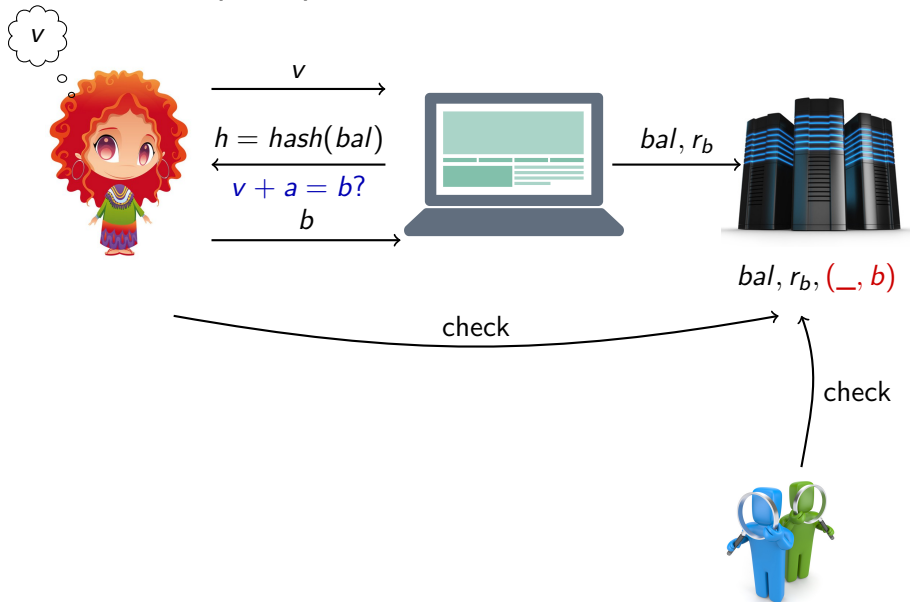 v
v
h = hash(bal)
v + a = b?
b
bal, r_b
bal, r_b, (_, b)
check
check